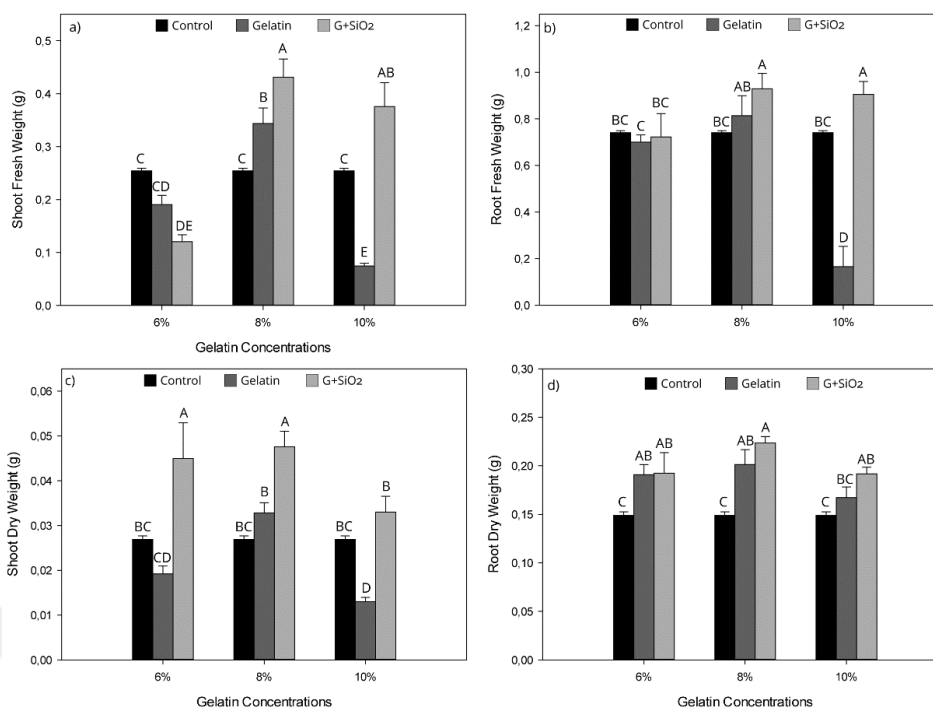 a) Control Gelatin G+SiO2
Shoot Fresh Weight (g)
0,5
0,4
0,3
0,2
0,1
0,0
C CD DE
C B A
C E AB
6% 8% 10%
Gelatin Concentrations
b) Control Gelatin G+SiO2
Root Fresh Weight (g)
1,2
1,0
0,8
0,6
0,4
0,2
0,0
BC C BC
BC AB A
BC D A
6% 8% 10%
c) Control Gelatin G+SiO2
Shoot Dry Weight (g)
0,06
0,05
0,04
0,03
0,02
0,01
0,00
BC CD A
BC B A
BC D B
6% 8% 10%
Gelatin Concentrations
d) Control Gelatin G+SiO2
Root Dry Weight (g)
0,30
0,25
0,20
0,15
0,10
0,05
0,00
C AB AB
C AB A
C BC AB
6% 8% 10%
Gelatin Concentrations